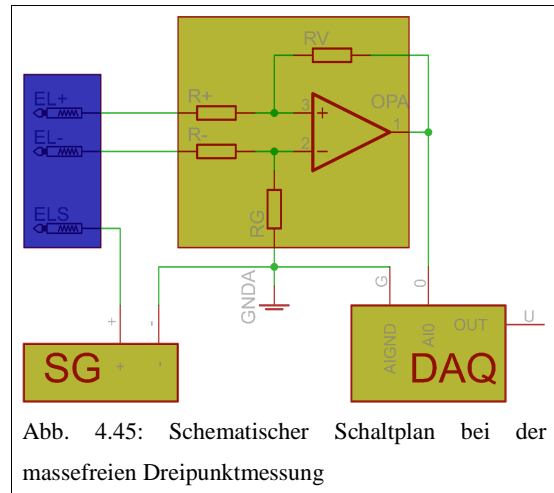 RV
EL+
R+
3
OPA
+
1
EL-
R-
2
-
ELS
RG
GNDA
G
0
+
-
U
OUT
AIGND
AI0
SG
+
-
DAQ
Abb. 4.45: Schematischer Schaltplan bei der
massefreien Dreipunktmessung